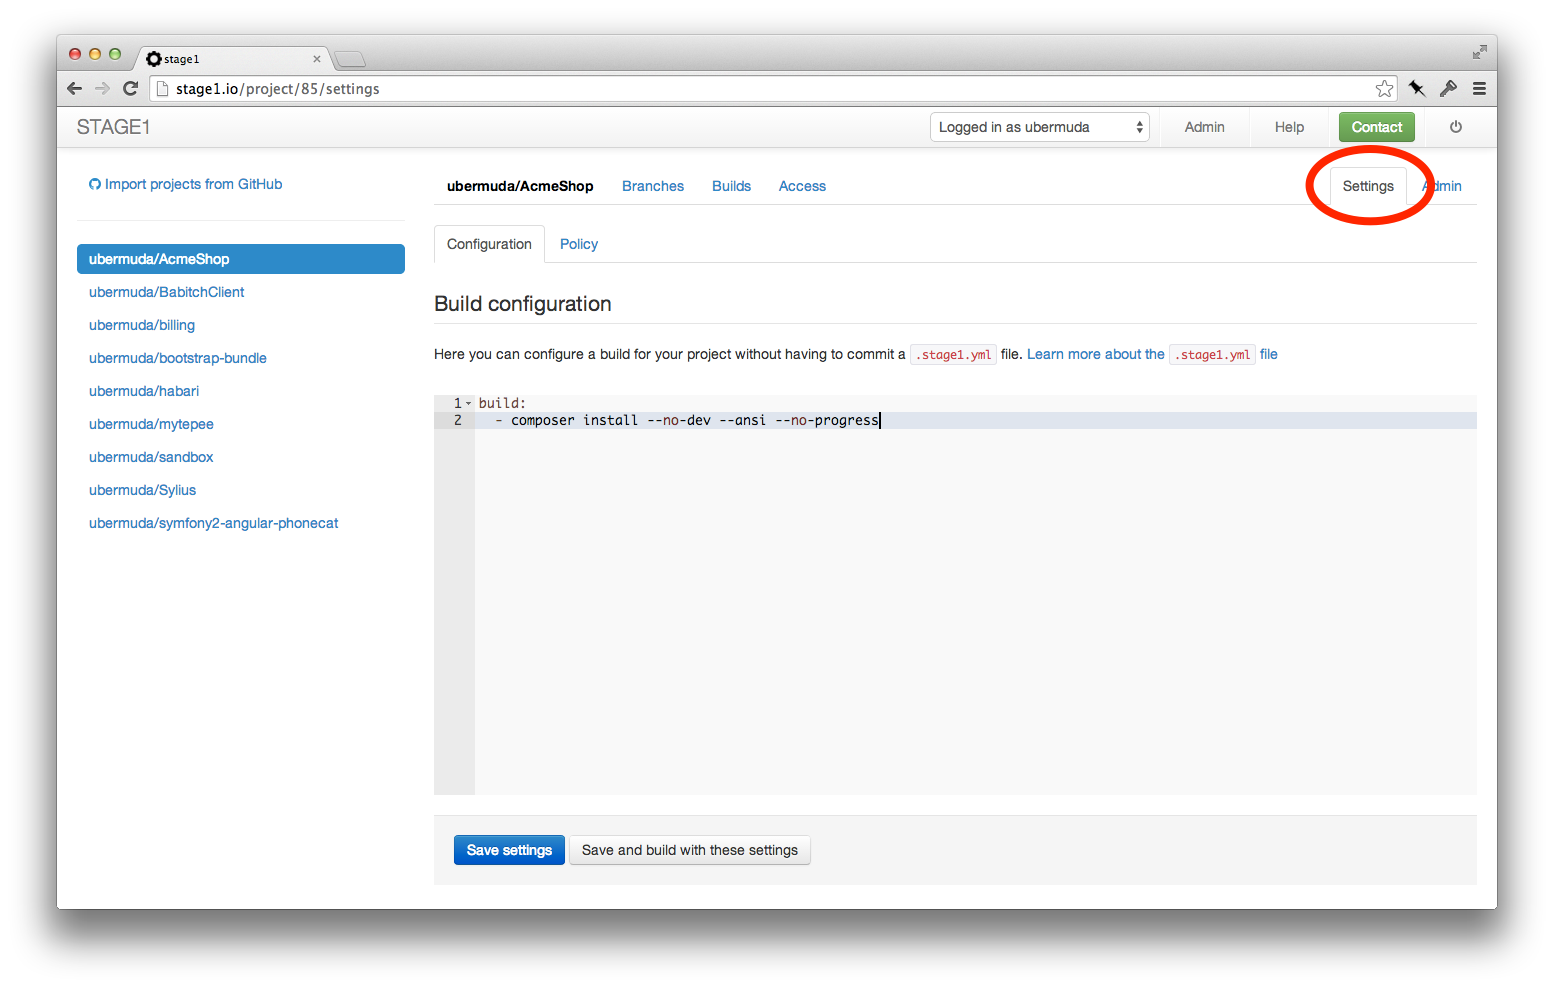 stage1
stage1.io/project/85/settings
STAGE1
Logged in as ubermuda
Admin
Help
Contact
Import projects from GitHub
ubermuda/AcmeShop
Branches
Builds
Access
Settings
Admin
ubermuda/AcmeShop
ubermuda/BabitchClient
ubermuda/billing
ubermuda/bootstrap-bundle
ubermuda/habari
ubermuda/mytepee
ubermuda/sandbox
ubermuda/Sylius
ubermuda/symfony2-angular-phonecat
Configuration
Policy
Build configuration
Here you can configure a build for your project without having to commit a .stage1.yml file. Learn more about the .stage1.yml file
1 build:
2 - composer install --no-dev --ansi --no-progress
Save settings
Save and build with these settings